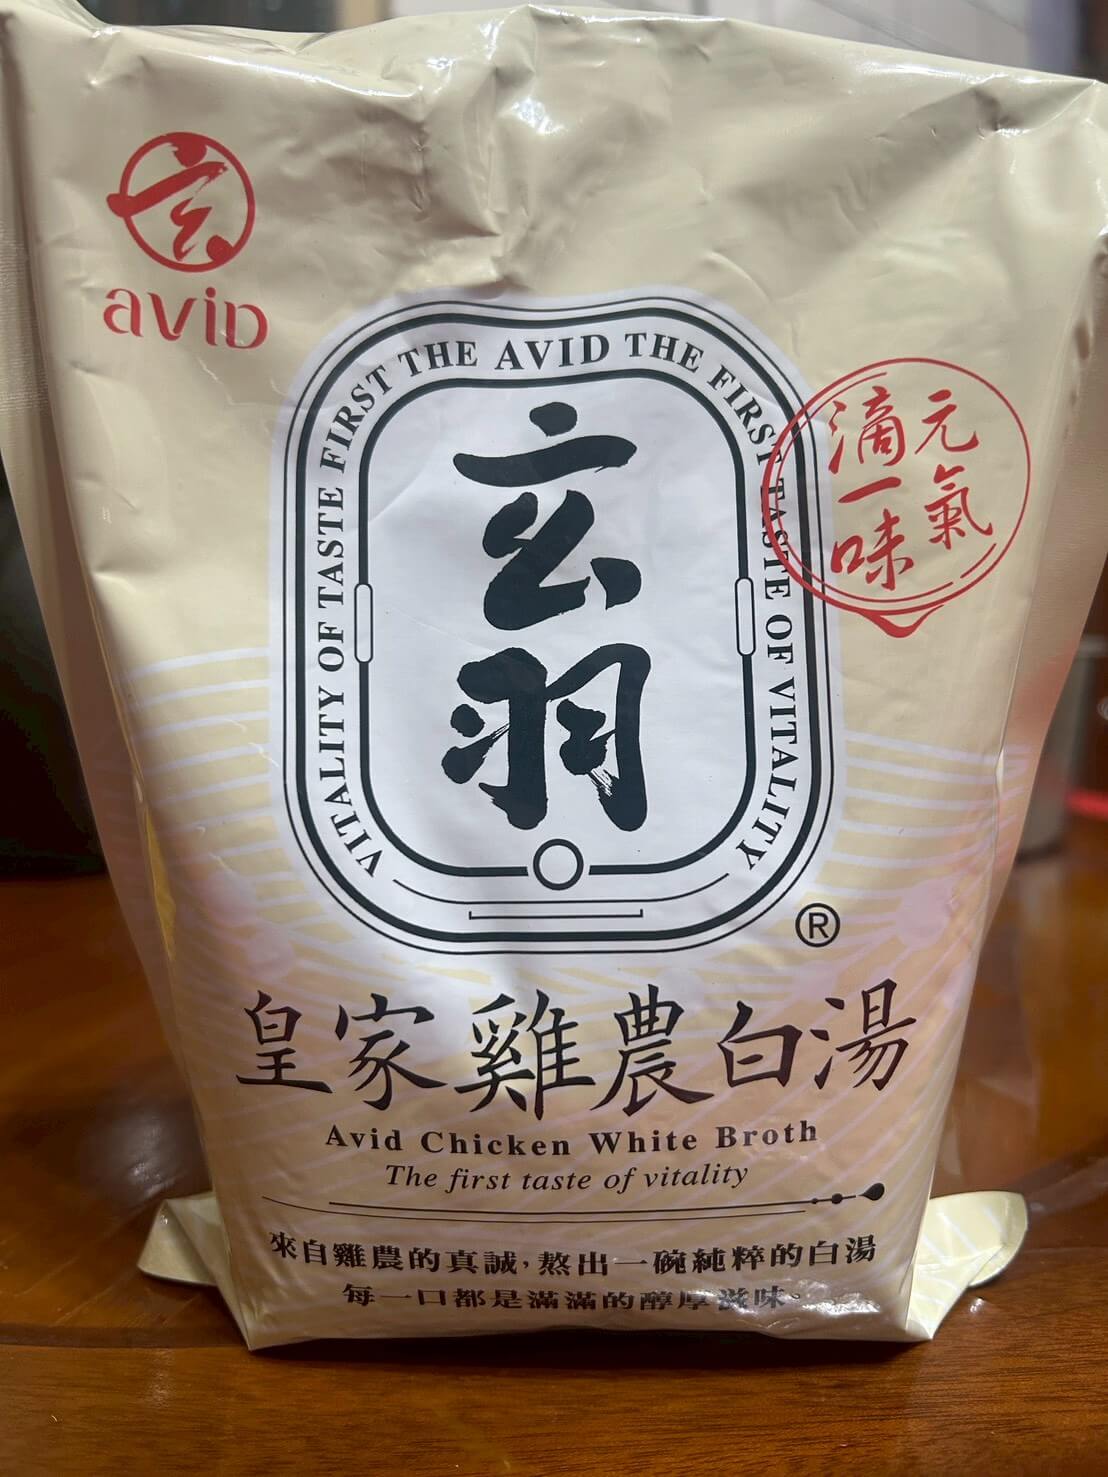 玄
avid
VITALITY OF TASTE FIRST THE AVID THE FIRST TASTE OF VITALITY
元氣
滴一味
玄羽
®
皇家雞農白湯
Avid Chicken White Broth
The first taste of vitality
來自雞農的真誠，熬出一碗純粹的白湯
每一口都是滿滿的醇厚滋味。